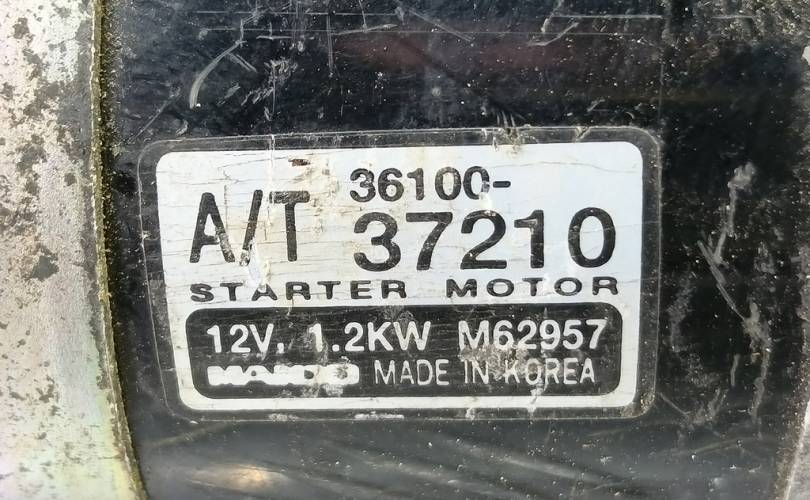 36100-
A/T 37210
STARTER MOTOR
12V, 1.2KW M62957
MADE IN KOREA